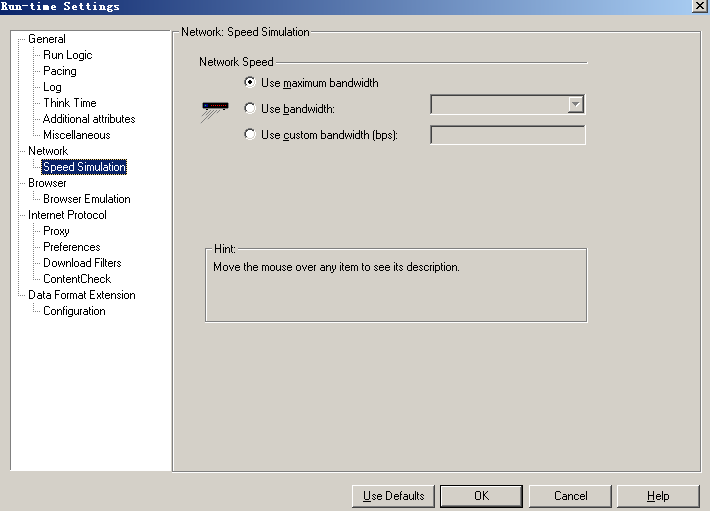 Run-time Settings
General
Run Logic
Pacing
Log
Think Time
Additional attributes
Miscellaneous
Network
Speed Simulation
Browser
Browser Emulation
Internet Protocol
Proxy
Preferences
Download Filters
ContentCheck
Data Format Extension
Configuration
Network: Speed Simulation
Network Speed
Use maximum bandwidth
Use bandwidth:
Use custom bandwidth (bps):
Hint:
Move the mouse over any item to see its description.
Use Defaults
OK
Cancel
Help